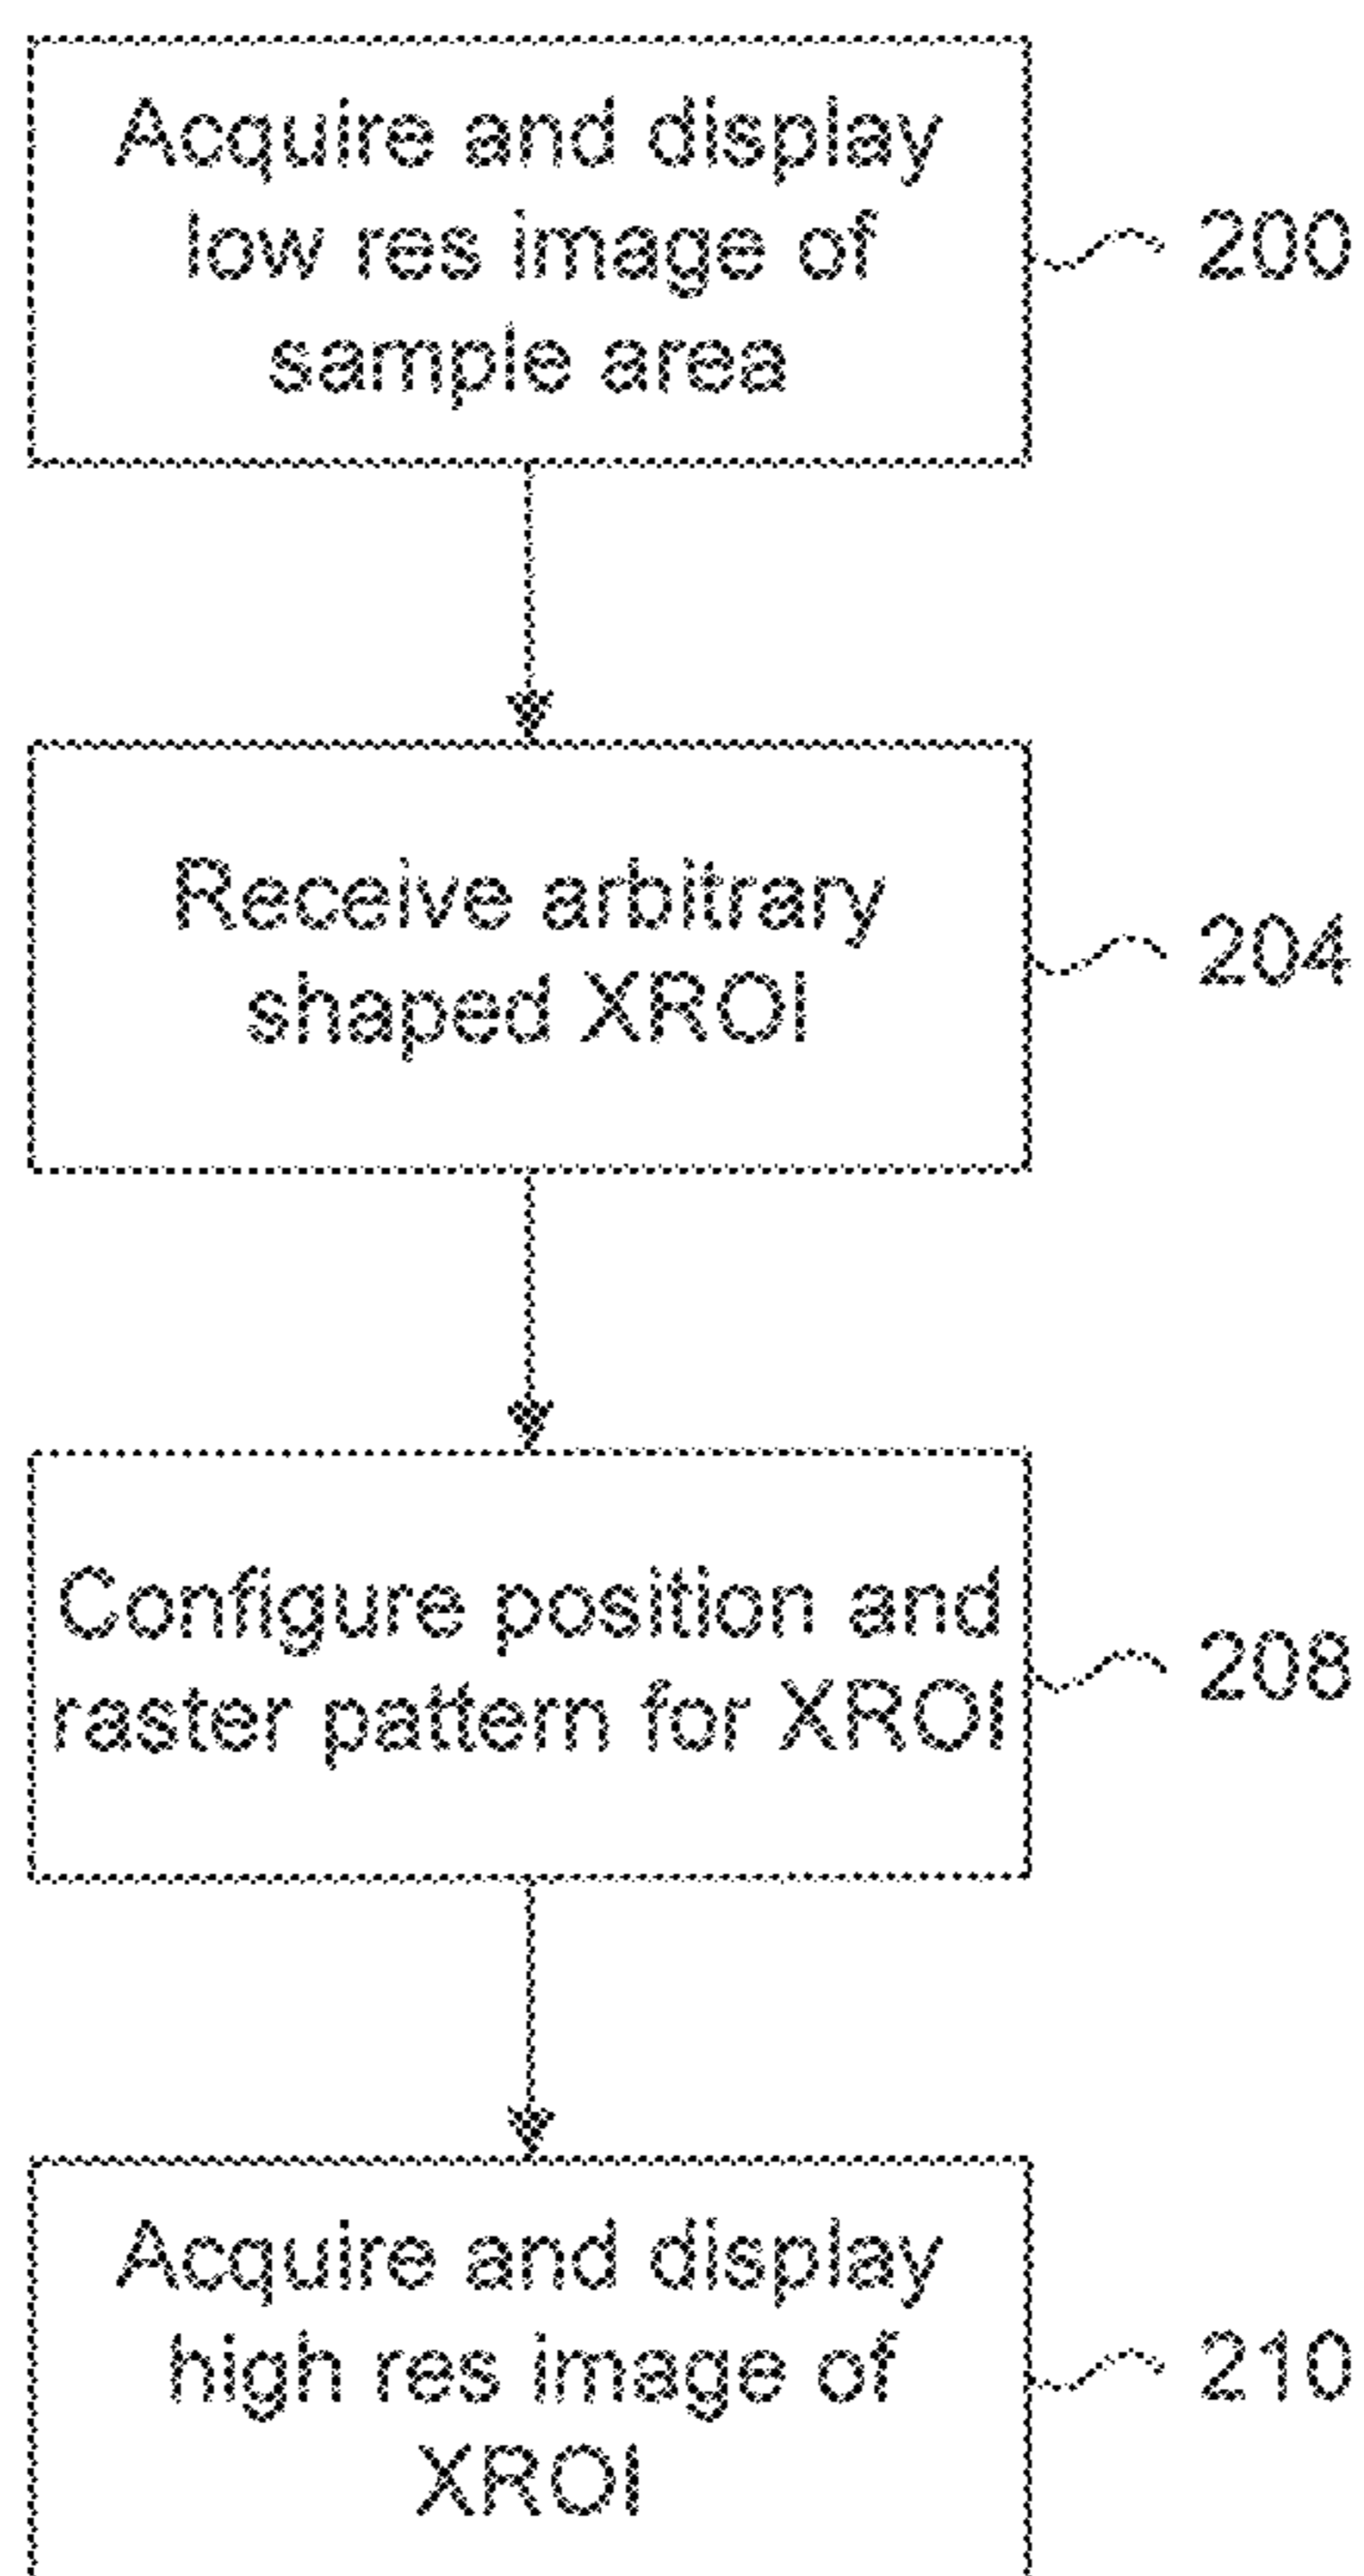 Acquire and display
low res image of
sample area
200
Receive arbitrary
shaped XROI
204
Configure position and
raster pattern for XROI
208
Acquire and display
high res image of
XROI
210